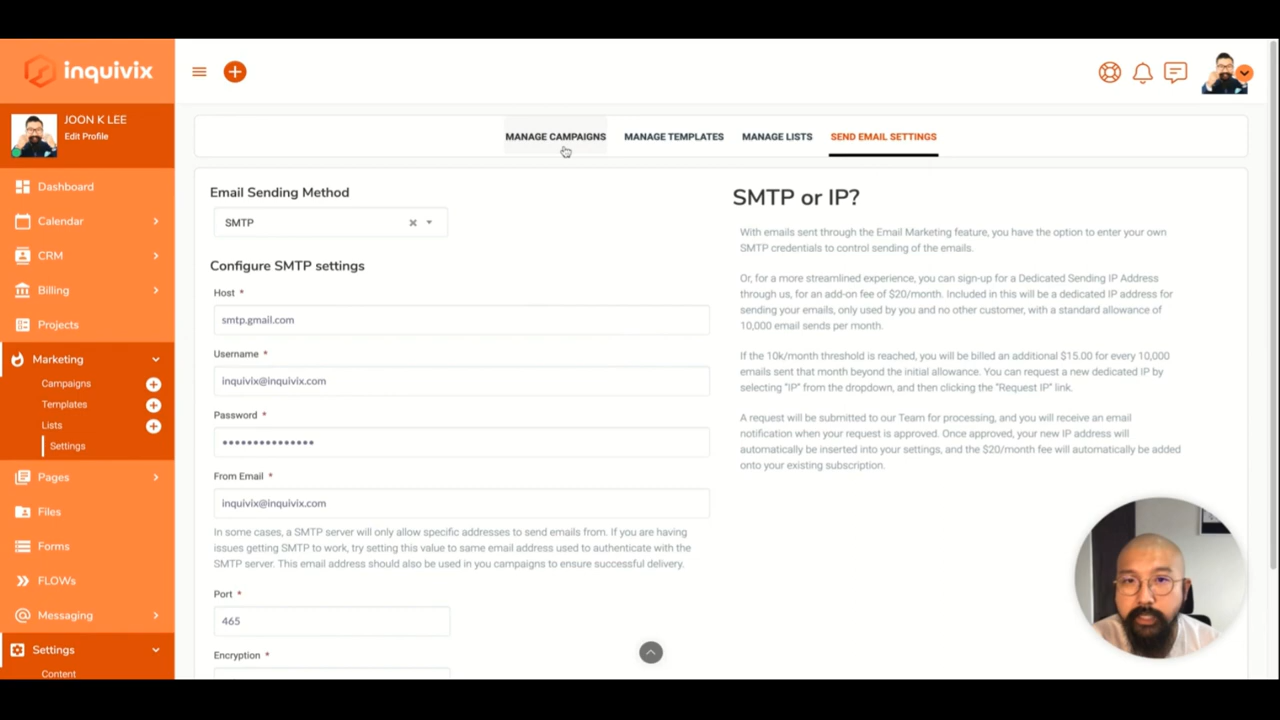 inquivix
JOON K LEE
Edit Profile
Dashboard
Calendar
CRM
Billing
Projects
Marketing
Campaigns
Templates
Lists
Settings
Pages
Files
Forms
FLOWs
Messaging
Settings
Content
MANAGE CAMPAIGNS MANAGE TEMPLATES MANAGE LISTS SEND EMAIL SETTINGS
Email Sending Method
SMTP
Configure SMTP settings
Host *
smtp.gmail.com
Username *
inquivix@inquivix.com
Password *
•••••••••••••••
From Email *
inquivix@inquivix.com
In some cases, a SMTP server will only allow specific addresses to send emails from. If you are having
issues getting SMTP to work, try setting this value to same email address used to authenticate with the
SMTP server. This email address should also be used in you campaigns to ensure successful delivery.
Port *
465
Encryption *
SMTP or IP?
With emails sent through the Email Marketing feature, you have the option to enter your own
SMTP credentials to control sending of the emails.
Or, for a more streamlined experience, you can sign-up for a Dedicated Sending IP Address
through us, for an add-on fee of $20/month. Included in this will be a dedicated IP address for
sending your emails, only used by you and no other customer, with a standard allowance of
10,000 email sends per month.
If the 10k/month threshold is reached, you will be billed an additional $15.00 for every 10,000
emails sent that month beyond the initial allowance. You can request a new dedicated IP by
selecting "IP" from the dropdown, and then clicking the "Request IP" link.
A request will be submitted to our Team for processing, and you will receive an email
notification when your request is approved. Once approved, your new IP address will
automatically be inserted into your settings, and the $20/month fee will automatically be added
onto your existing subscription.